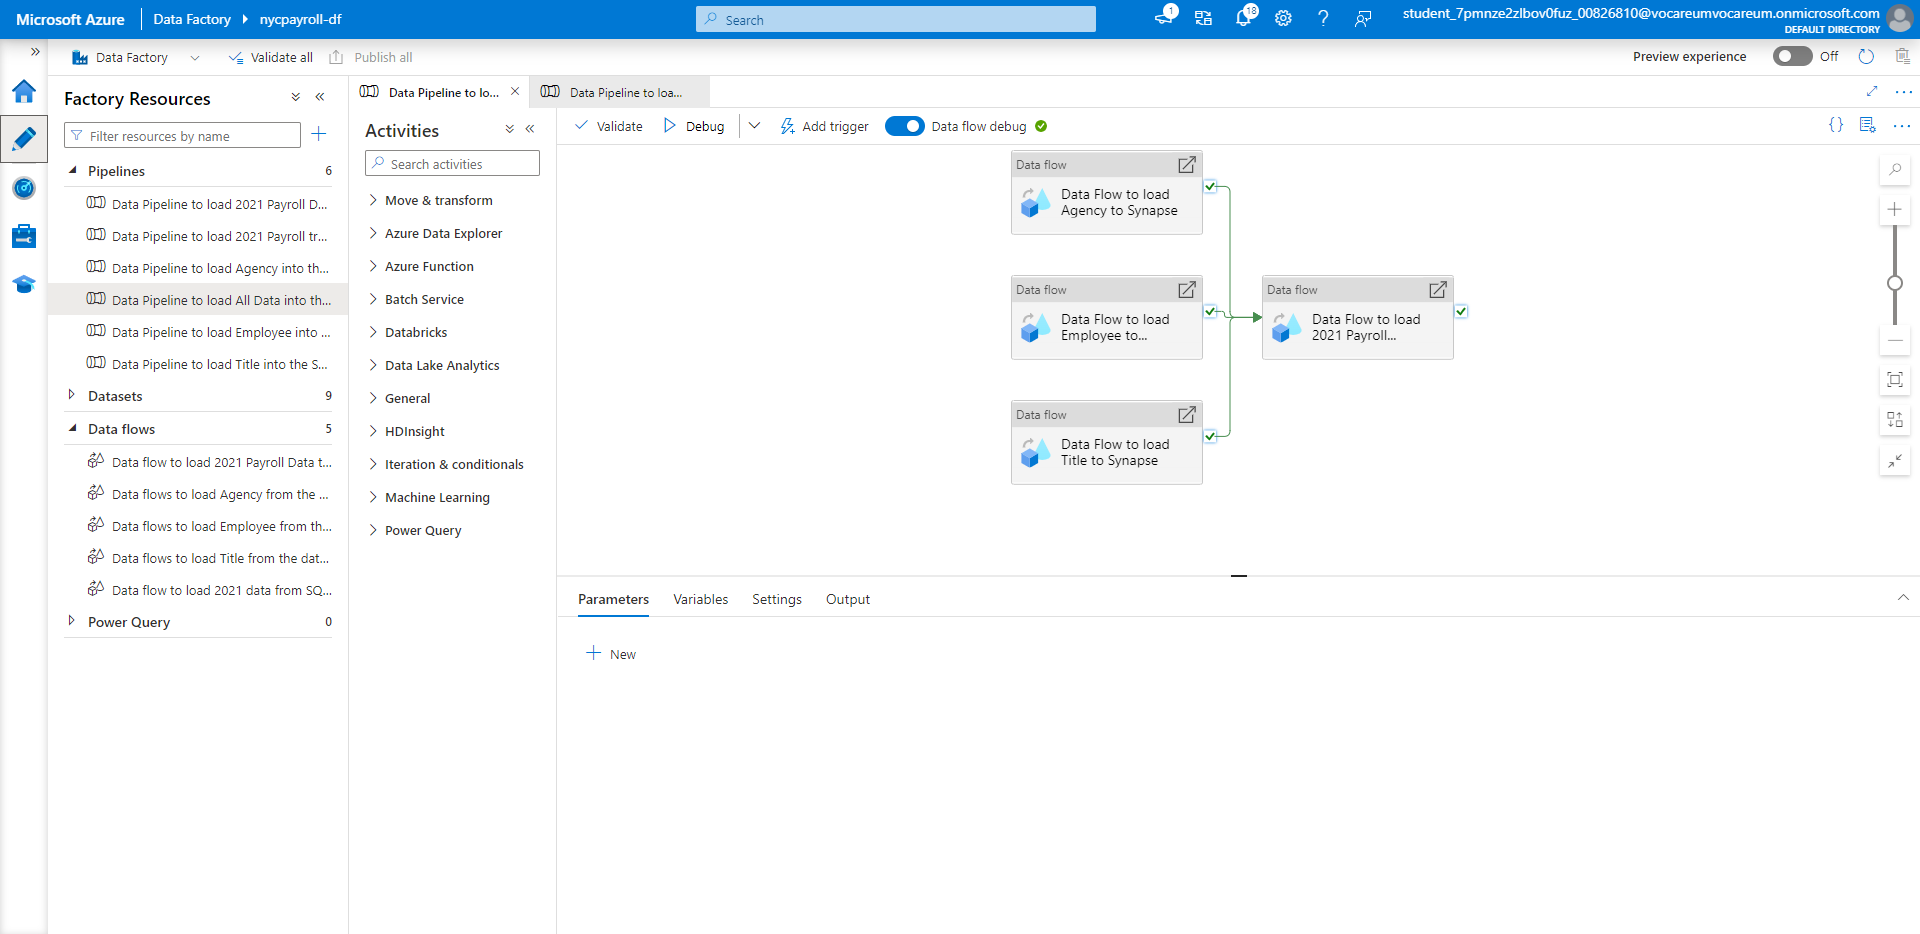 Microsoft Azure
Data Factory
nycpayroll-df
Search
1
18
student_7pmnze2zlbov0fuz_00826810@vocareumvocareum.onmicrosoft.com
DEFAULT DIRECTORY
Data Factory
Validate all
Publish all
Preview experience
Off
Factory Resources
Filter resources by name
Pipelines
6
Data Pipeline to load 2021 Payroll D...
Data Pipeline to load 2021 Payroll tr...
Data Pipeline to load Agency into th...
Data Pipeline to load All Data into th...
Data Pipeline to load Employee into ...
Data Pipeline to load Title into the S...
Datasets
9
Data flows
5
Data flow to load 2021 Payroll Data t...
Data flows to load Agency from the ...
Data flows to load Employee from th...
Data flows to load Title from the dat...
Data flow to load 2021 data from SQ...
Power Query
0
Data Pipeline to lo...
Data Pipeline to loa...
Activities
Search activities
Move & transform
Azure Data Explorer
Azure Function
Batch Service
Databricks
Data Lake Analytics
General
HDInsight
Iteration & conditionals
Machine Learning
Power Query
Validate
Debug
Add trigger
Data flow debug
Data flow
Data Flow to load
Agency to Synapse
Data flow
Data Flow to load
Employee to...
Data flow
Data Flow to load
2021 Payroll...
Data flow
Data Flow to load
Title to Synapse
Parameters
Variables
Settings
Output
New